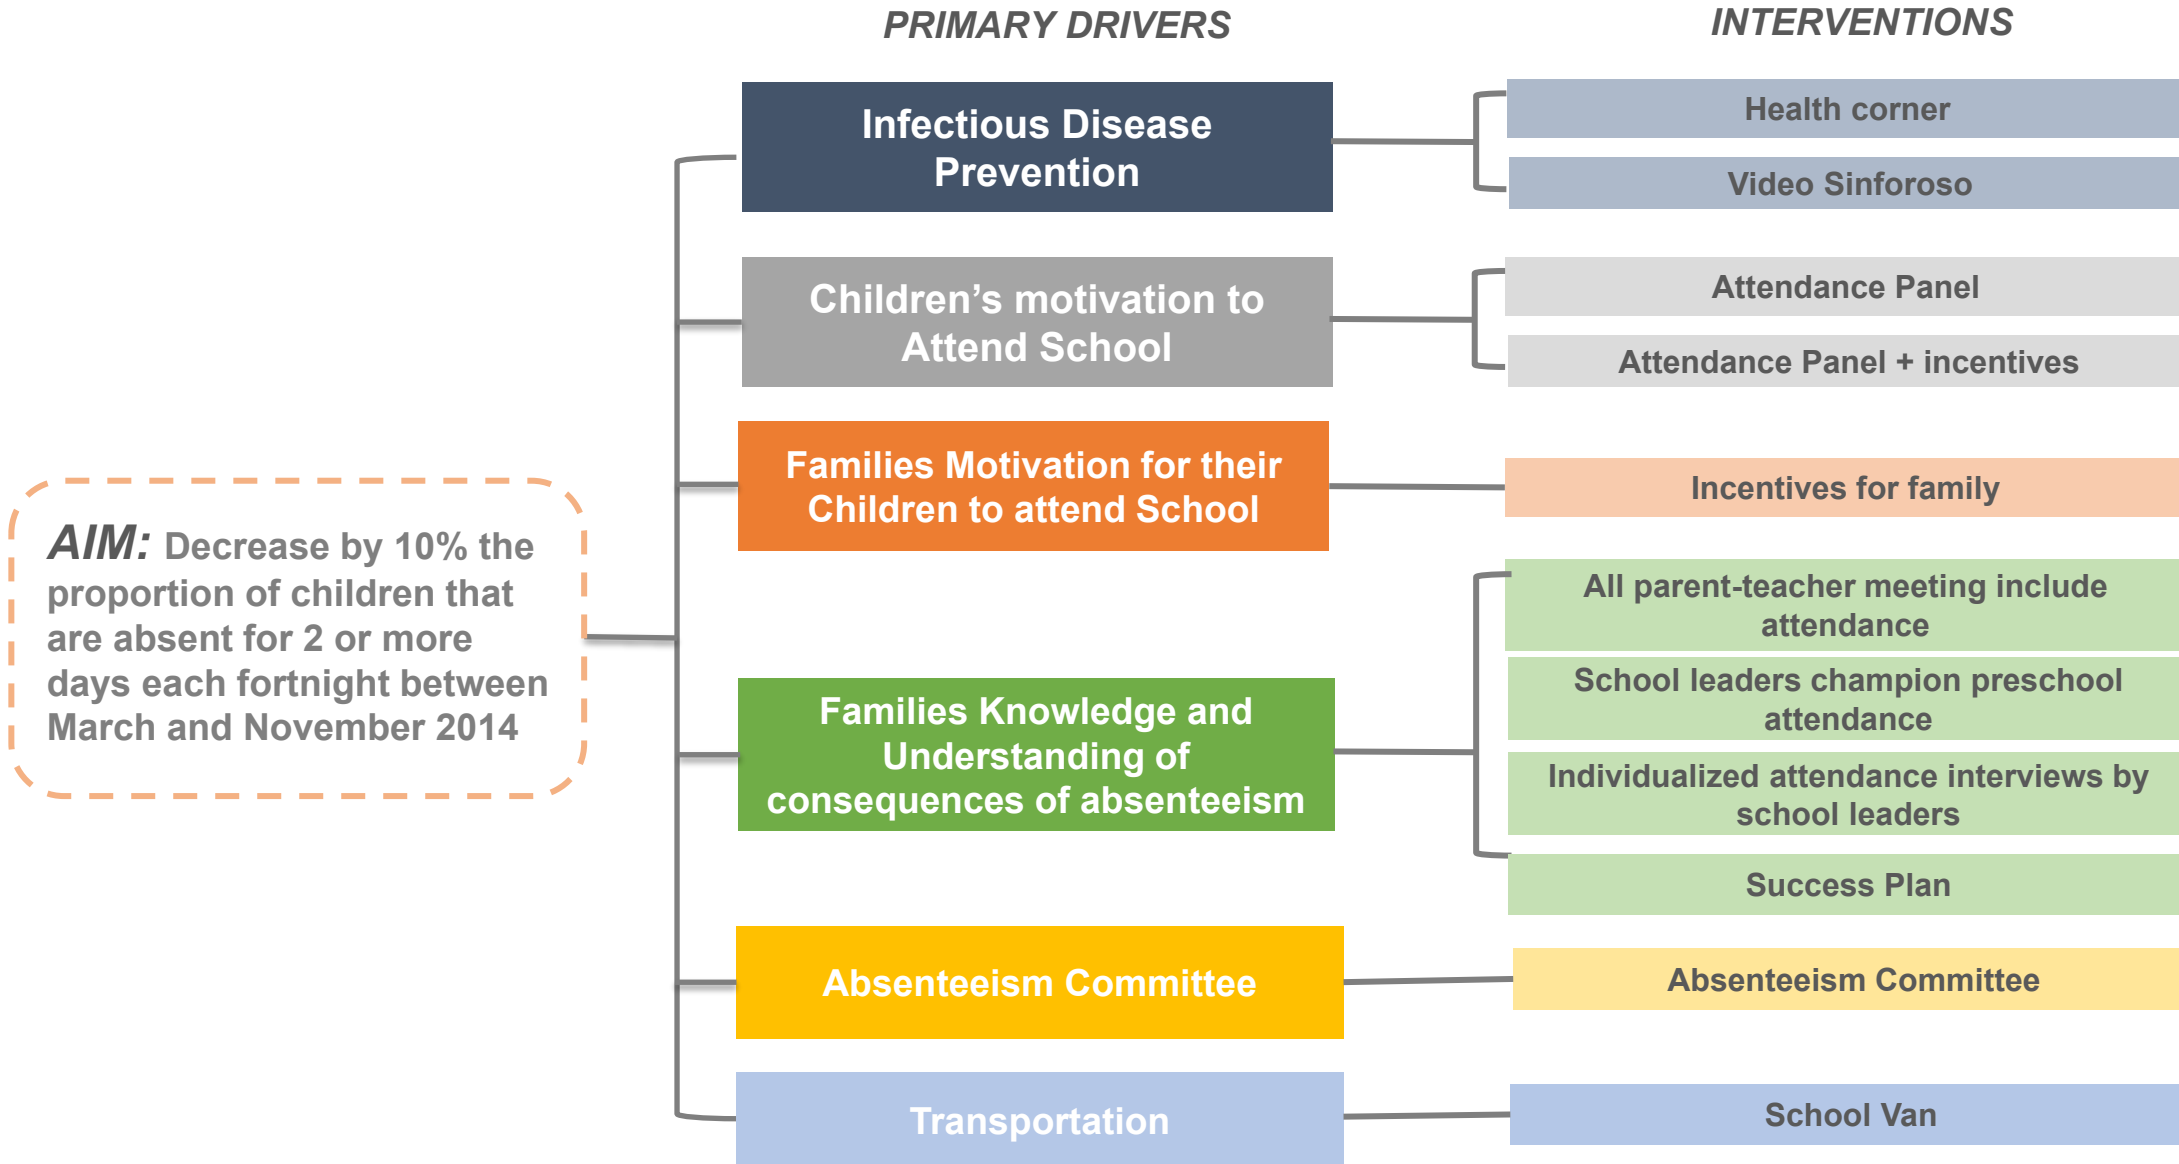 PRIMARY DRIVERS
INTERVENTIONS
AIM: Decrease by 10% the
proportion of children that
are absent for 2 or more
days each fortnight between
March and November 2014
Infectious Disease
Prevention
Health corner
Video Sinforoso
Children’s motivation to
Attend School
Attendance Panel
Attendance Panel + incentives
Families Motivation for their
Children to attend School
Incentives for family
Families Knowledge and
Understanding of
consequences of absenteeism
All parent-teacher meeting include
attendance
School leaders champion preschool
attendance
Individualized attendance interviews by
school leaders
Success Plan
Absenteeism Committee
Absenteeism Committee
Transportation
School Van